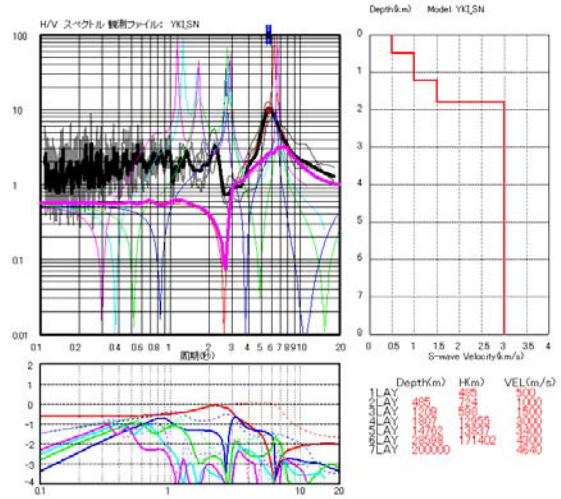 H/V スペクトル 観測ファイル: YKI_SN
100
10
1
0.1
0.01
0.1 0.2 0.4 0.6 0.8 1 2 3 4 5 6 7 8 9 10 20
周期(秒)
2
1
0
-1
-2
-3
-4
0.1 1 10 20
Depth(km) Model: YKI_SN
0
1
2
3
4
5
6
7
8
0 0.5 1 1.5 2 2.5 3 3.5 4
S-wave Velocity(km/s)
Depth(m) H(m) VEL(m/s)
1LAY 485 500
2LAY 485
3LAY 1209 1500
4LAY
5LAY
6LAY 171402
7LAY 200000 4640